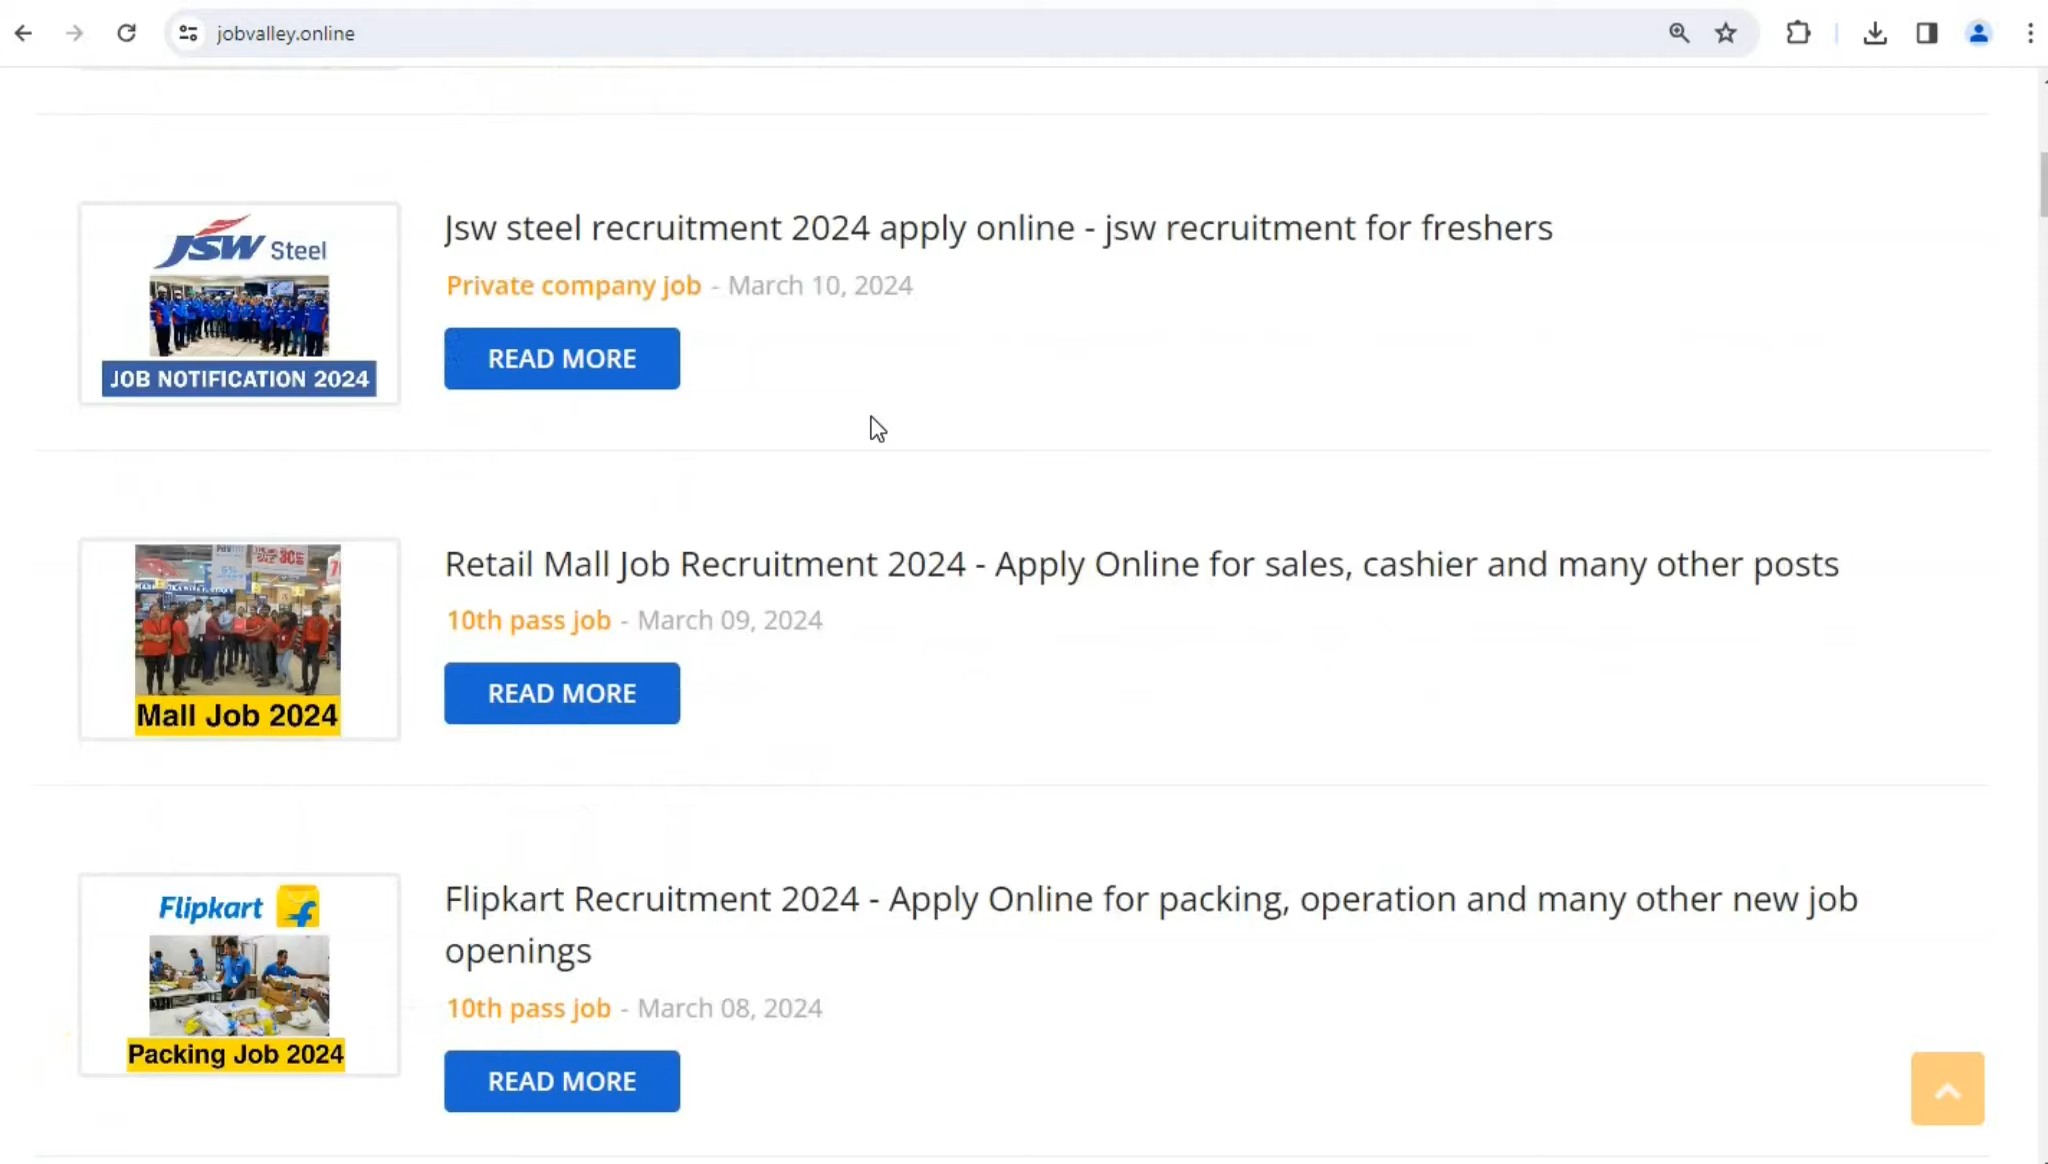 jobvalley.online
JSW Steel
JOB NOTIFICATION 2024
Jsw steel recruitment 2024 apply online - jsw recruitment for freshers
Private company job - March 10, 2024
READ MORE
Mall Job 2024
Retail Mall Job Recruitment 2024 - Apply Online for sales, cashier and many other posts
10th pass job - March 09, 2024
READ MORE
Flipkart
Packing Job 2024
Flipkart Recruitment 2024 - Apply Online for packing, operation and many other new job
openings
10th pass job - March 08, 2024
READ MORE